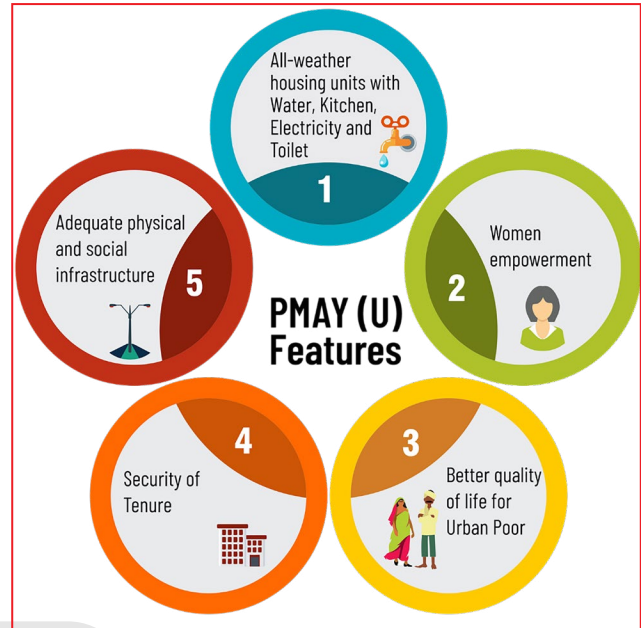 All-weather
housing units with
Water, Kitchen,
Electricity and
Toilet
1
Women
empowerment
2
Better quality
of life for
Urban Poor
3
Security of
Tenure
4
Adequate physical
and social
infrastructure
5
PMAY (U)
Features